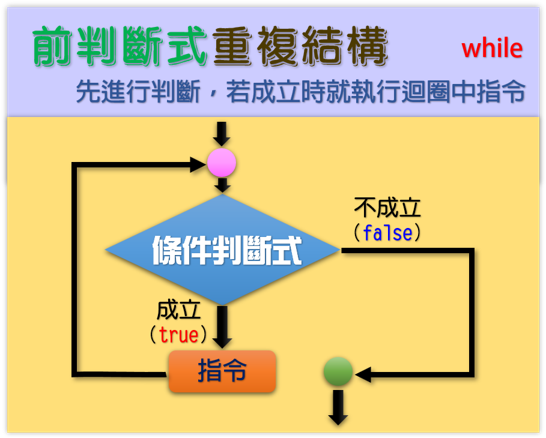 前判斷式重複結構 while
先進行判斷，若成立時就執行迴圈中指令
不成立
(false)
條件判斷式
成立
(true)
指令